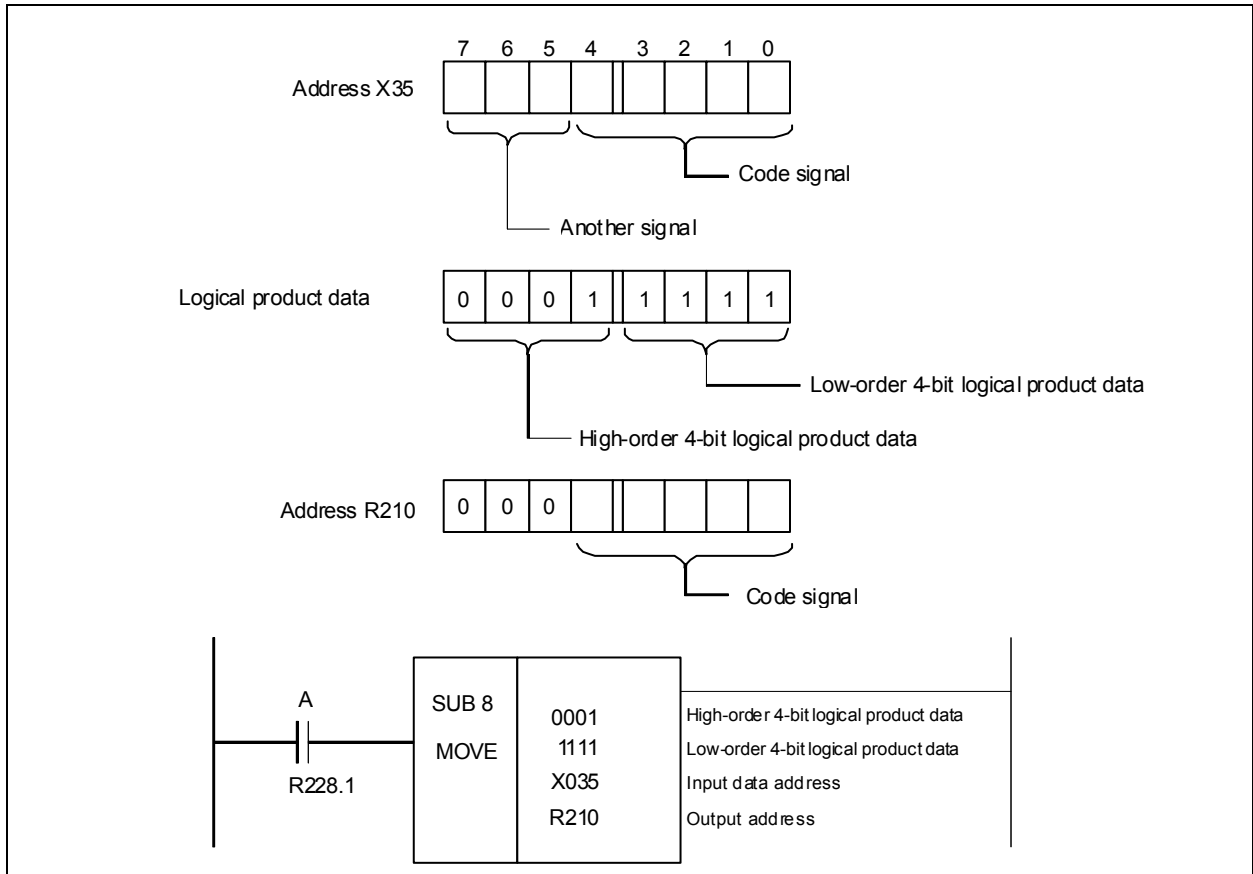 7 6 5 4 3 2 1 0
Address X35
Code signal
Another signal
Logical product data 0 0 0 1 1 1 1 1
Low-order 4-bit logical product data
High-order 4-bit logical product data
Address R210 0 0 0
Code signal
A
R228.1
SUB 8
MOVE
0001 High-order 4-bit logical product data
1111 Low-order 4-bit logical product data
X035 Input data address
R210 Output address